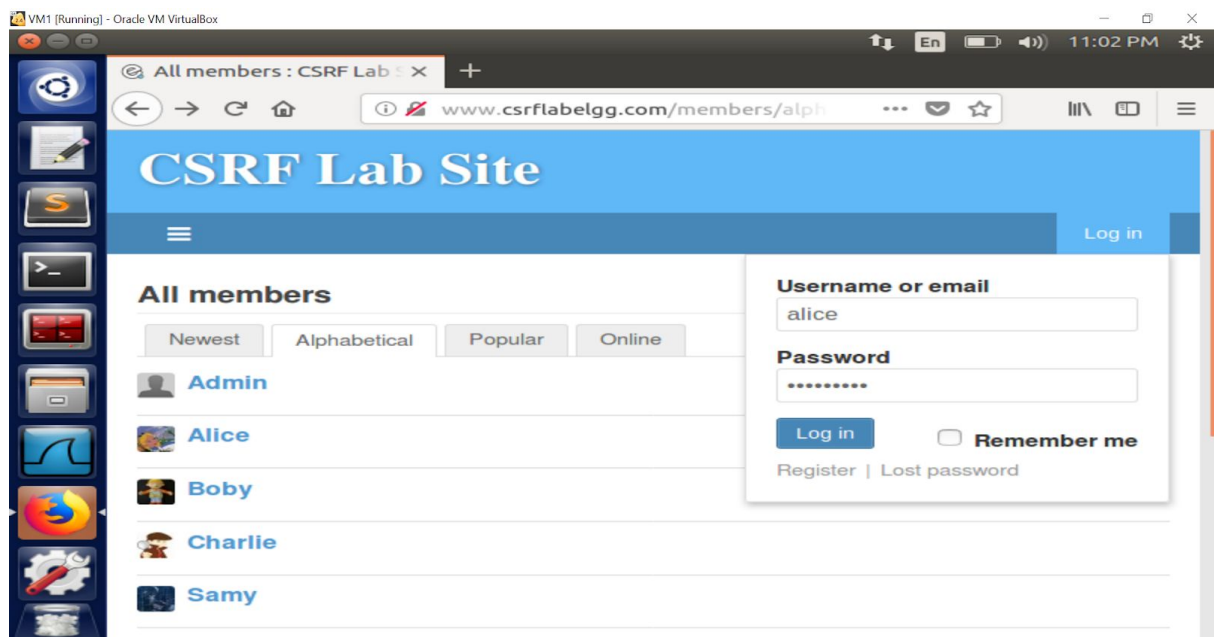 VM1 [Running] - Oracle VM VirtualBox
En 11:02 PM
All members : CSRF Lab S
www.csrflabelgg.com/members/alph
CSRF Lab Site
Log in
All members
Newest Alphabetical Popular Online
Admin
Alice
Boby
Charlie
Samy
Username or email
alice
Password
•••••••••
Log in Remember me
Register | Lost password